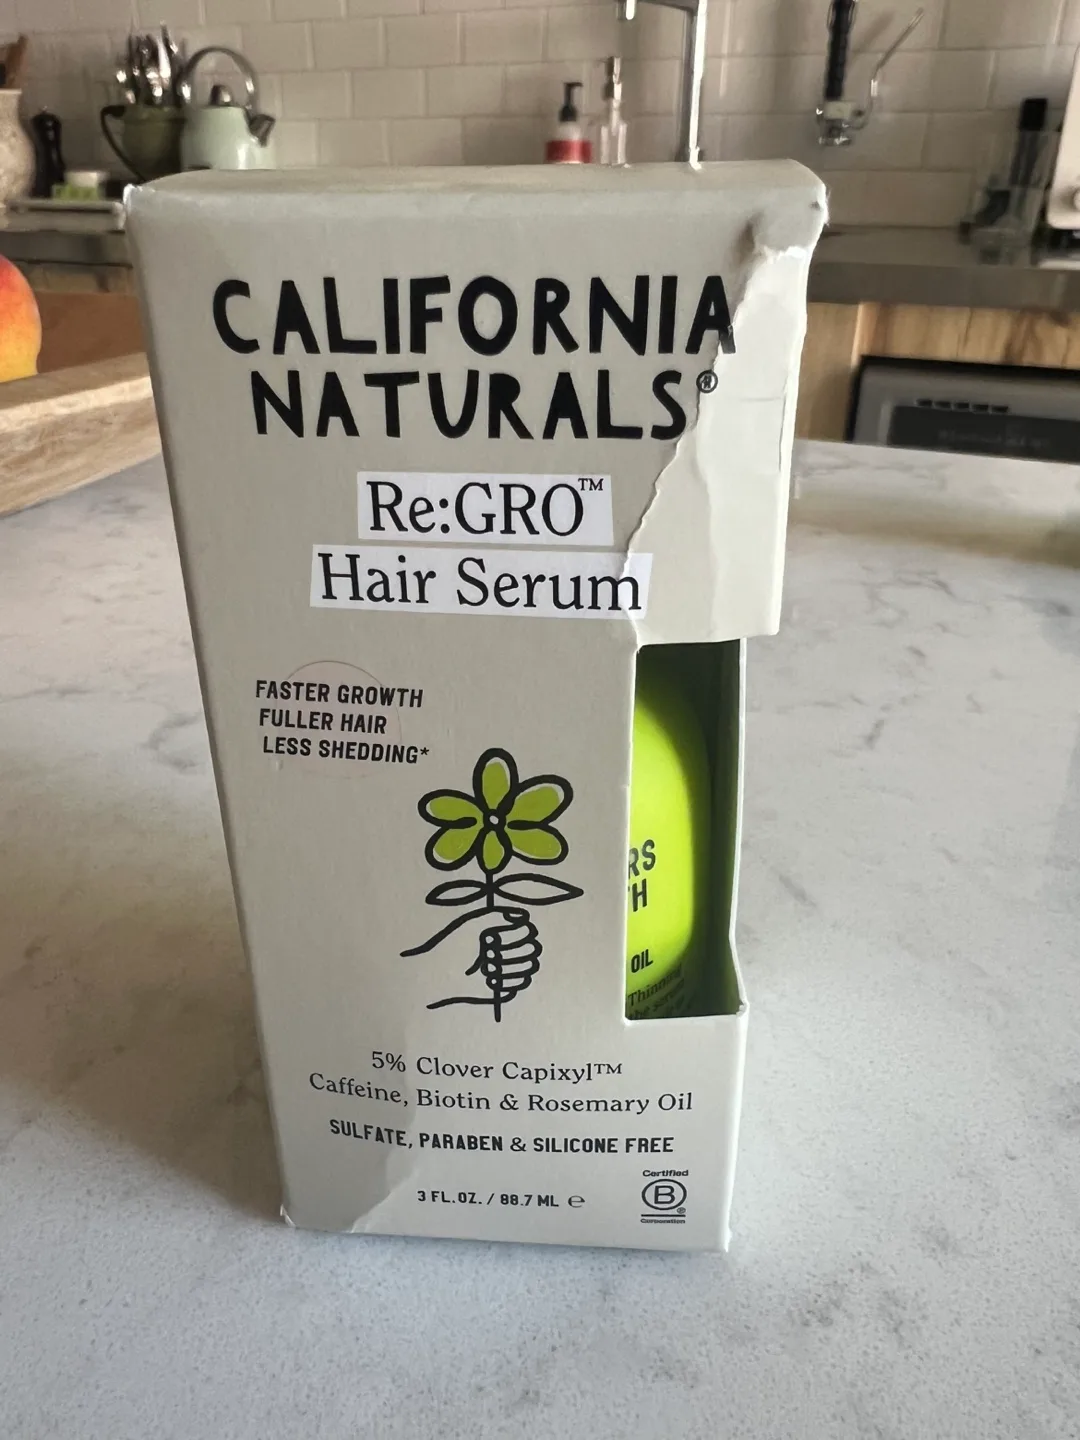 CALIFORNIA
NATURALS®
Re:GRO™
Hair Serum
FASTER GROWTH
FULLER HAIR
LESS SHEDDING*
RS
H
OIL
5% Clover Capixyl™
Caffeine, Biotin & Rosemary Oil
SULFATE, PARABEN & SILICONE FREE
3 FL.OZ. / 88.7 ML ℮
Certified
B®
Corporation